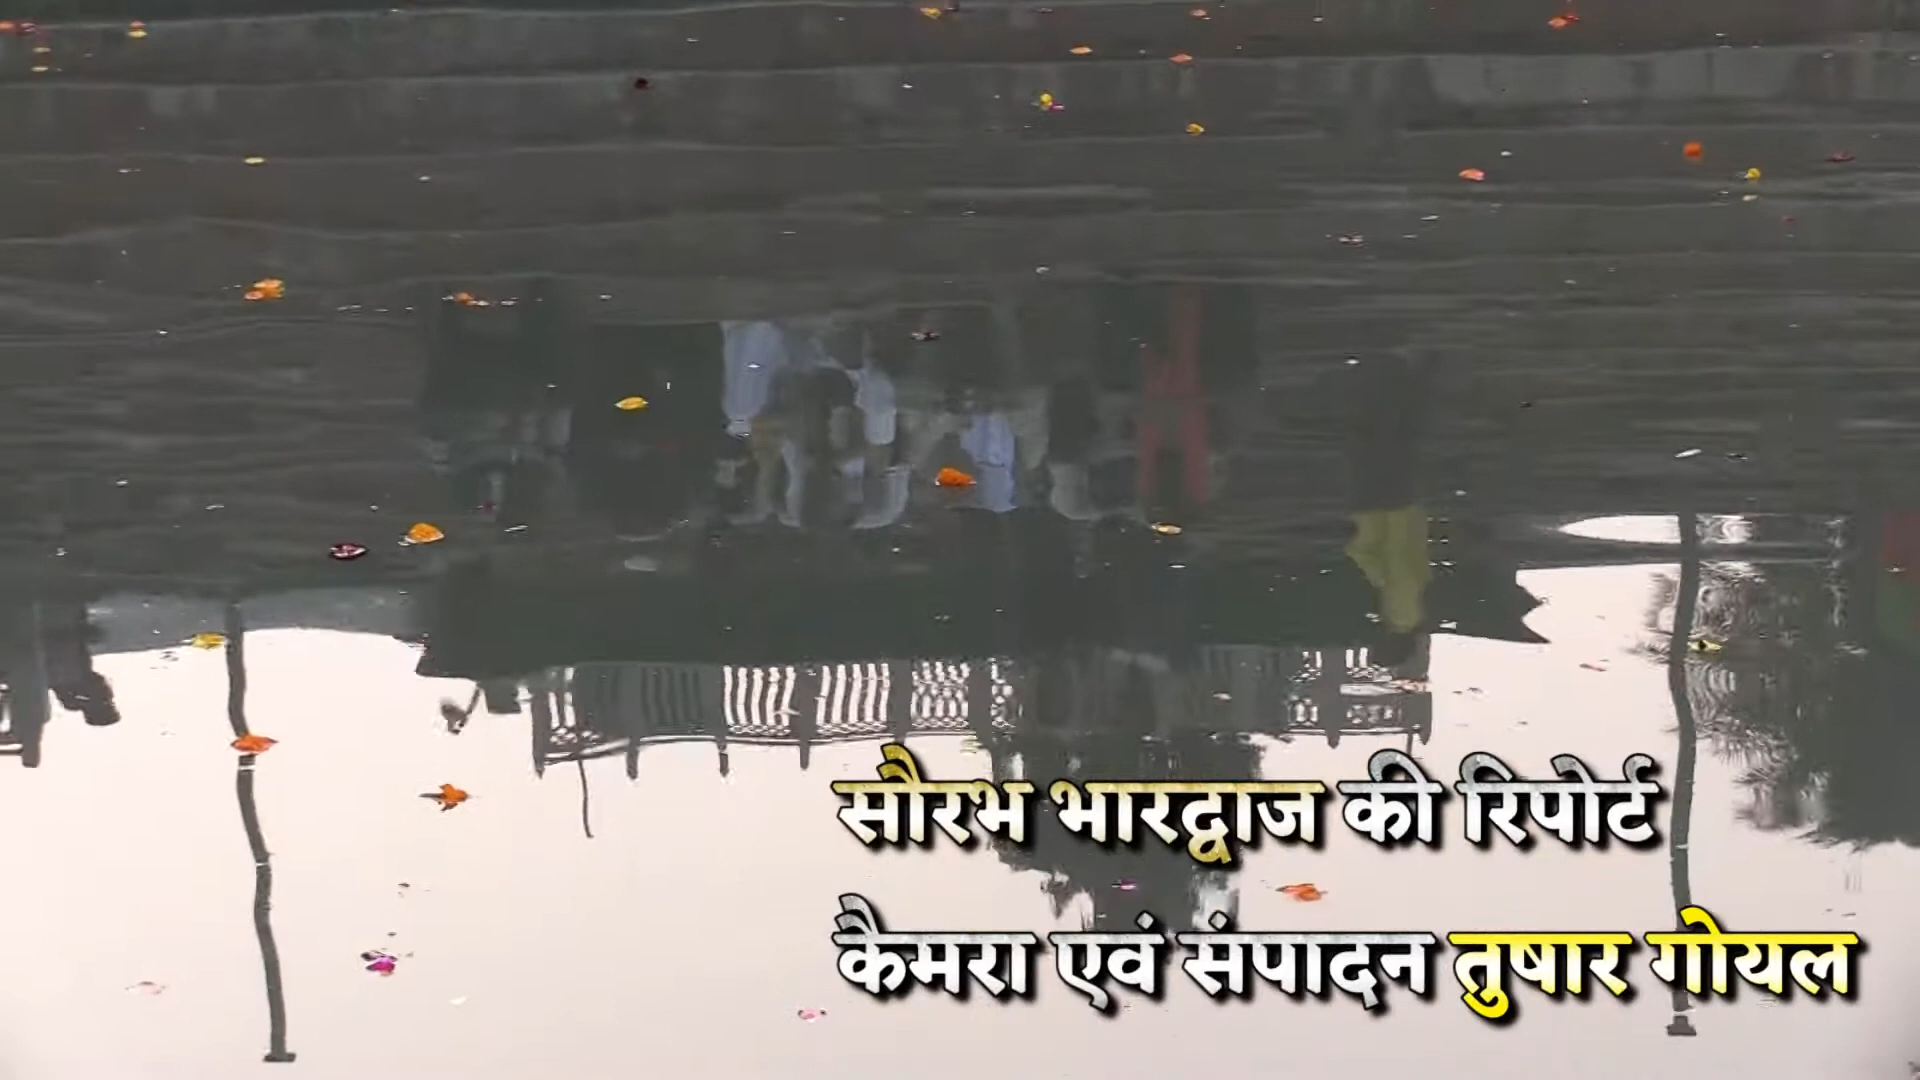 सौरभ भारद्वाज की रिपोर्ट
कैमरा एवं संपादन तुषार गोयल